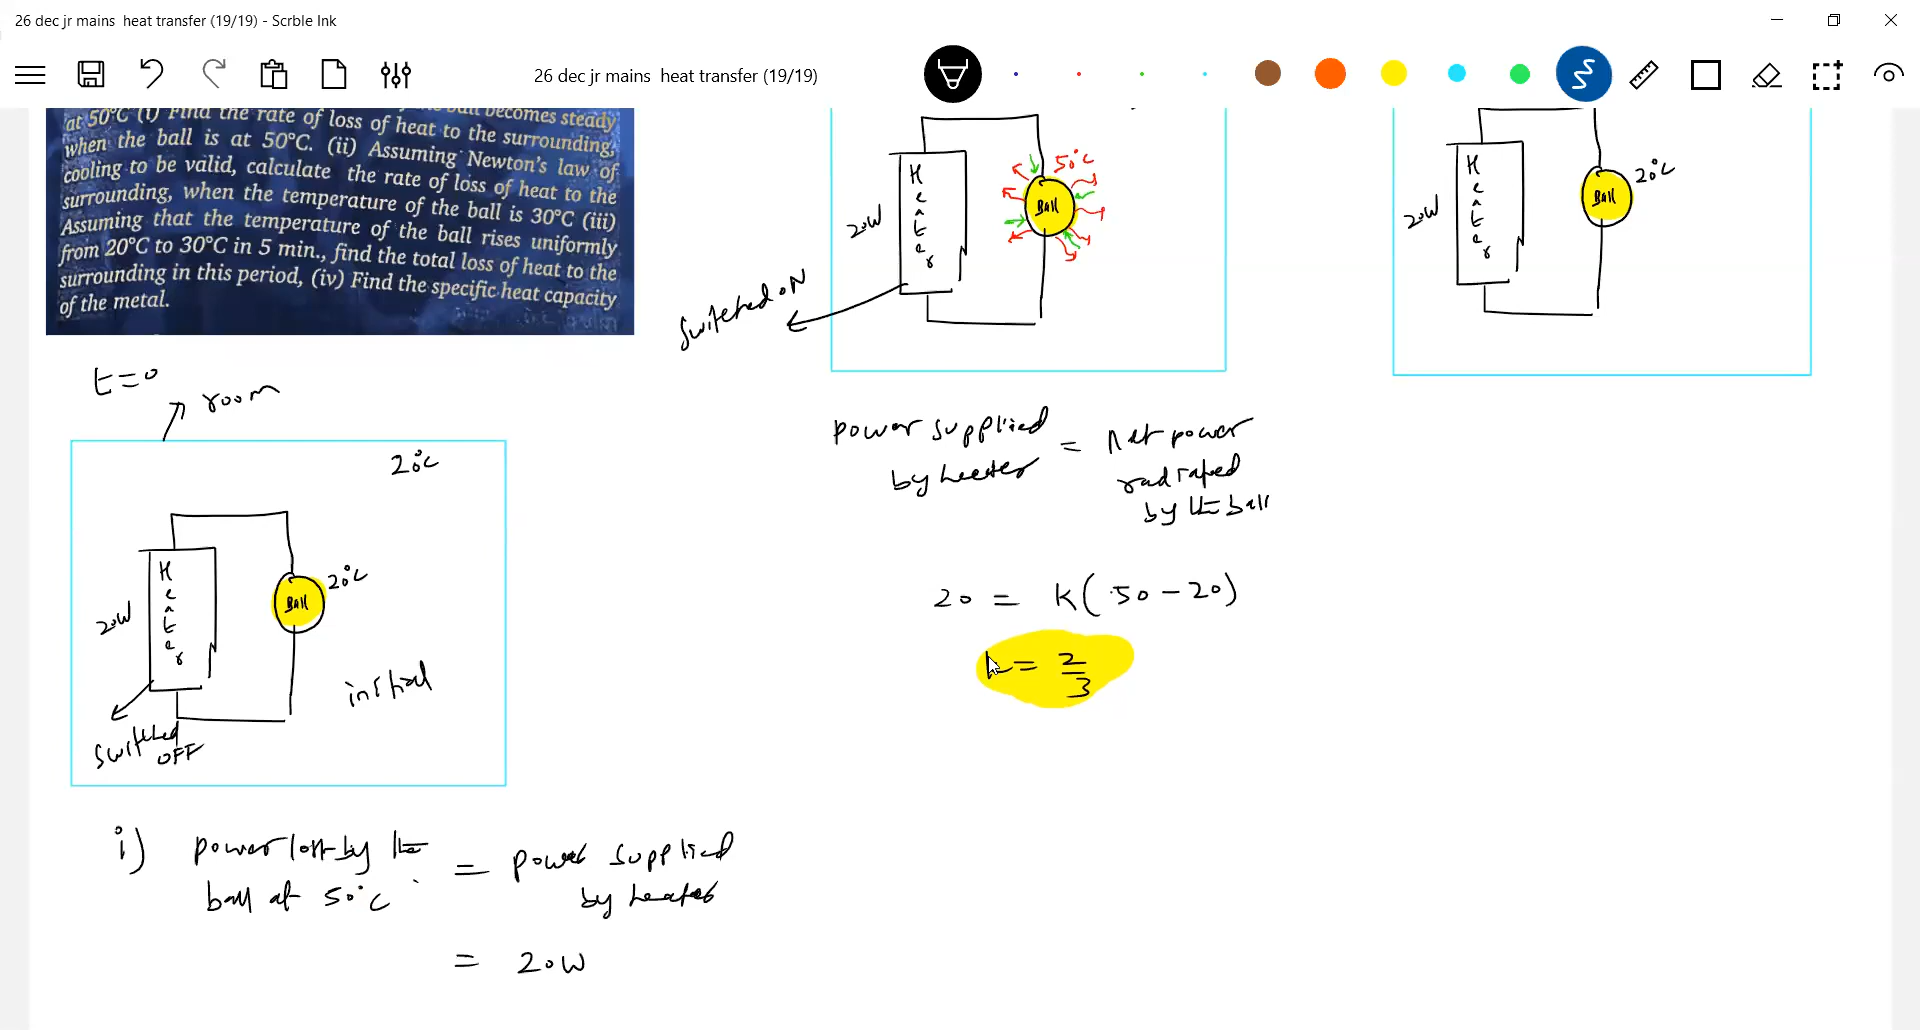 26 dec jr mains heat transfer (19/19) - Scrble Ink
26 dec jr mains heat transfer (19/19)
at 50°C (i) Find the rate of loss of heat to the surrounding,
when the ball is at 50°C. (ii) Assuming Newton's law of
cooling to be valid, calculate the rate of loss of heat to the
surrounding, when the temperature of the ball is 30°C (iii)
Assuming that the temperature of the ball rises uniformly
from 20°C to 30°C in 5 min., find the total loss of heat to the
surrounding in this period, (iv) Find the specific heat capacity
of the metal.
t=0
room
20°C
20W
Heater
Ball
20°C
initial
switched
OFF
i) power lost by the = power supplied
ball at 50°C by heater
= 20W
20W
Heater
Ball
50°C
switched ON
power supplied = net power
by heater radiated
by the ball
20 = K(50-20)
K = 2/3
20W
Heater
Ball
20°C